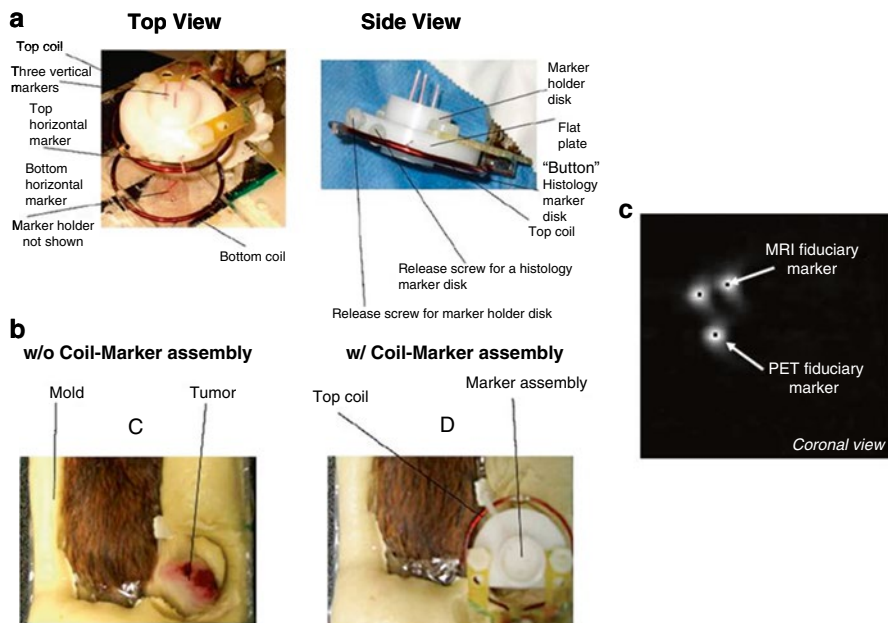 a
Top View
Side View
Top coil
Three vertical
markers
Top
horizontal
marker
Bottom
horizontal
marker
Marker holder
not shown
Bottom coil
Marker
holder
disk
Flat
plate
“Button”
Histology
marker
disk
Top coil
Release screw for a histology
marker disk
Release screw for marker holder disk
b
w/o Coil-Marker assembly
w/ Coil-Marker assembly
Mold
Tumor
C
Top coil
Marker assembly
D
c
MRI fiduciary
marker
PET fiduciary
marker
Coronal view